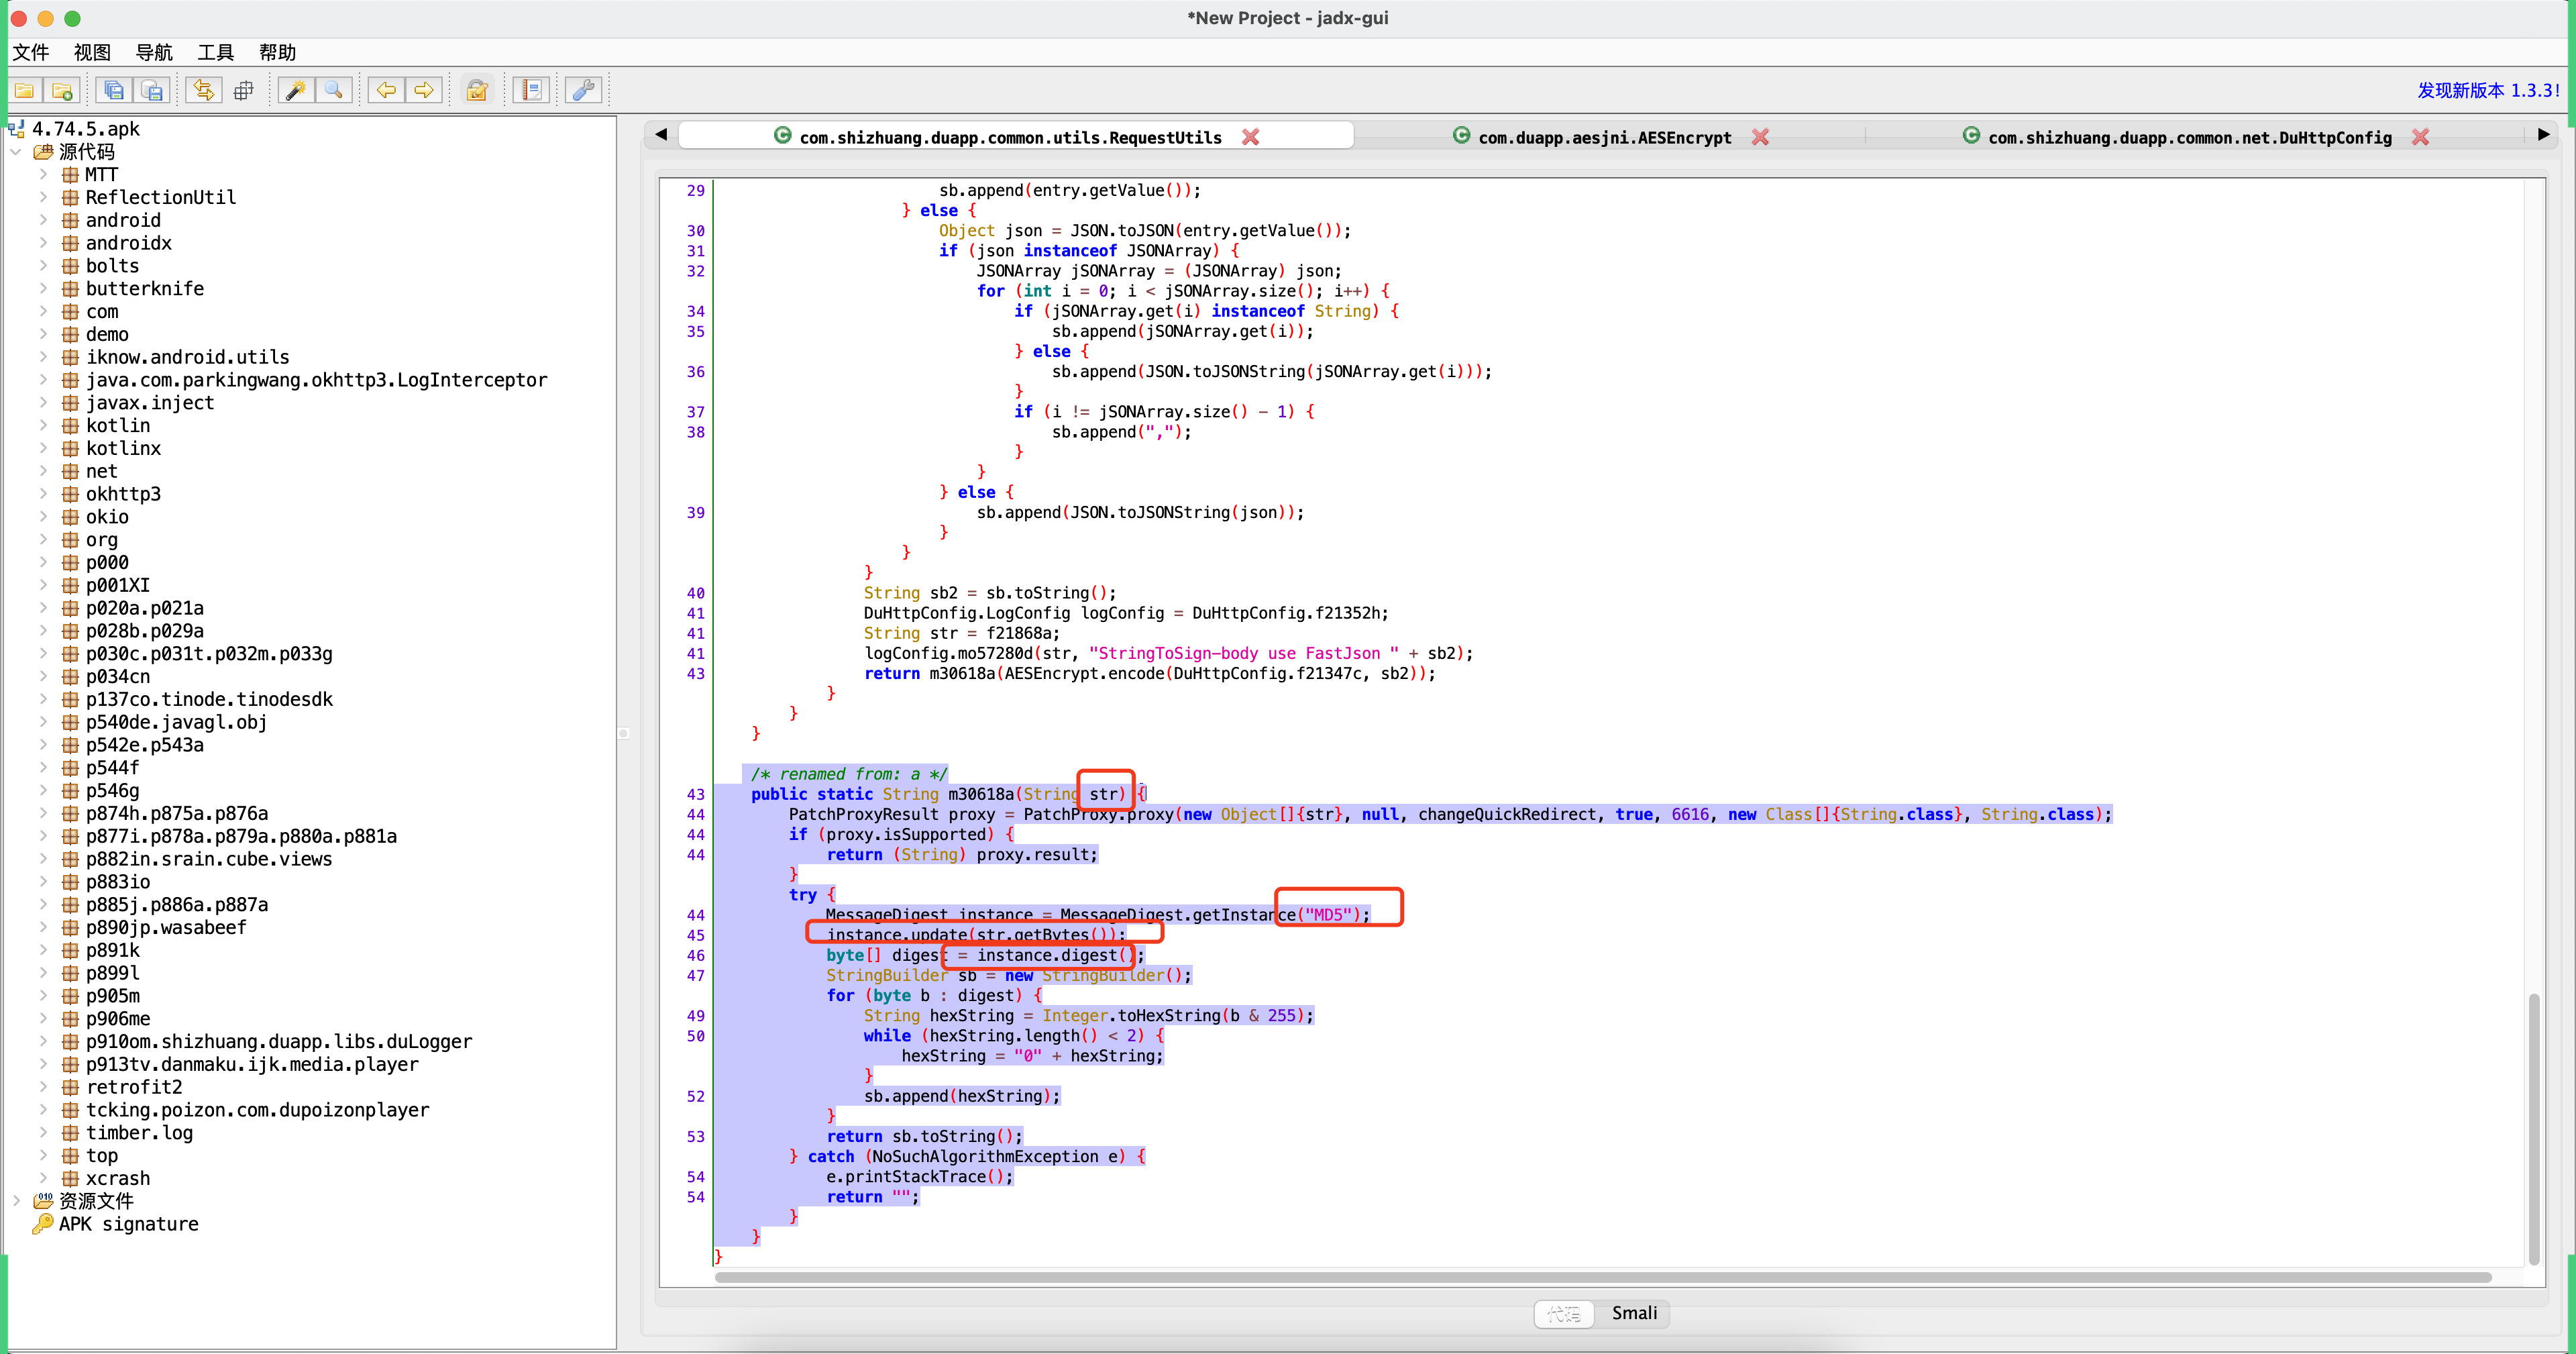 *New Project - jadx-gui
文件 视图 导航 工具 帮助
发现新版本 1.3.3!
4.74.5.apk
源代码
MTT
ReflectionUtil
android
androidx
bolts
butterknife
com
demo
iknow.android.utils
java.com.parkingwang.okhttp3.LogInterceptor
javax.inject
kotlin
kotlinx
net
okhttp3
okio
org
p000
p001XI
p020a.p021a
p028b.p029a
p030c.p031t.p032m.p033g
p034cn
p137co.tinode.tinodesdk
p540de.javagl.obj
p542e.p543a
p544f
p546g
p874h.p875a.p876a
p877i.p878a.p879a.p880a.p881a
p882in.srain.cube.views
p883io
p885j.p886a.p887a
p890jp.wasabeef
p891k
p899l
p905m
p906me
p910om.shizhuang.duapp.libs.duLogger
p913tv.danmaku.ijk.media.player
retrofit2
tcking.poizon.com.dupoizonplayer
timber.log
top
xcrash
资源文件
APK signature
com.shizhuang.duapp.common.utils.RequestUtils com.duapp.aesjni.AESEncrypt com.shizhuang.duapp.common.net.DuHttpConfig
29 sb.append(entry.getValue());
} else {
30 Object json = JSON.toJSON(entry.getValue());
31 if (json instanceof JSONArray) {
32 JSONArray jSONArray = (JSONArray) json;
for (int i = 0; i < jSONArray.size(); i++) {
34 if (jSONArray.get(i) instanceof String) {
35 sb.append(jSONArray.get(i));
} else {
36 sb.append(JSON.toJSONString(jSONArray.get(i)));
}
37 if (i != jSONArray.size() - 1) {
38 sb.append(",");
}
}
} else {
39 sb.append(JSON.toJSONString(json));
}
}
}
40 String sb2 = sb.toString();
41 DuHttpConfig.LogConfig logConfig = DuHttpConfig.f21352h;
41 String str = f21868a;
41 logConfig.mo57280d(str, "StringToSign-body use FastJson " + sb2);
43 return m30618a(AESEncrypt.encode(DuHttpConfig.f21347c, sb2));
}
}
}
/* renamed from: a */
43 public static String m30618a(String str) {
44 PatchProxyResult proxy = PatchProxy.proxy(new Object[]{str}, null, changeQuickRedirect, true, 6616, new Class[]{String.class}, String.class);
44 if (proxy.isSupported) {
44 return (String) proxy.result;
}
try {
44 MessageDigest instance = MessageDigest.getInstance("MD5");
45 instance.update(str.getBytes());
46 byte[] digest = instance.digest();
47 StringBuilder sb = new StringBuilder();
for (byte b : digest) {
49 String hexString = Integer.toHexString(b & 255);
50 while (hexString.length() < 2) {
hexString = "0" + hexString;
}
52 sb.append(hexString);
}
53 return sb.toString();
} catch (NoSuchAlgorithmException e) {
54 e.printStackTrace();
54 return "";
}
}
}
代码 Smali